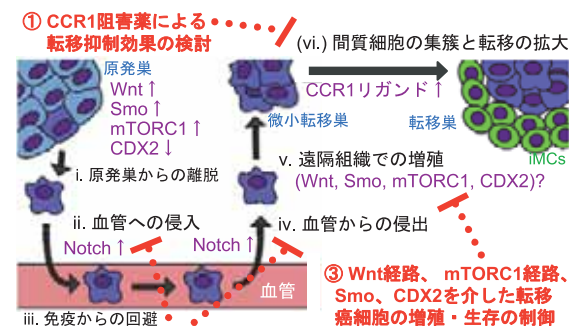 ① CCR1阻害薬による
転移抑制効果の検討
(vi.) 間質細胞の集簇と転移の拡大
原発巣
Wnt↑
Smo↑
mTORC1↑
CDX2↓
CCR1リガンド↑
微小転移巣
転移巣
iMCs
i. 原発巣からの離脱
v. 遠隔組織での増殖
(Wnt, Smo, mTORC1, CDX2)?
ii. 血管への侵入
iv. 血管からの侵出
Notch↑
Notch↑
血管
iii. 免疫からの回避
③ Wnt経路、mTORC1経路、
Smo、CDX2を介した転移
癌細胞の増殖・生存の制御